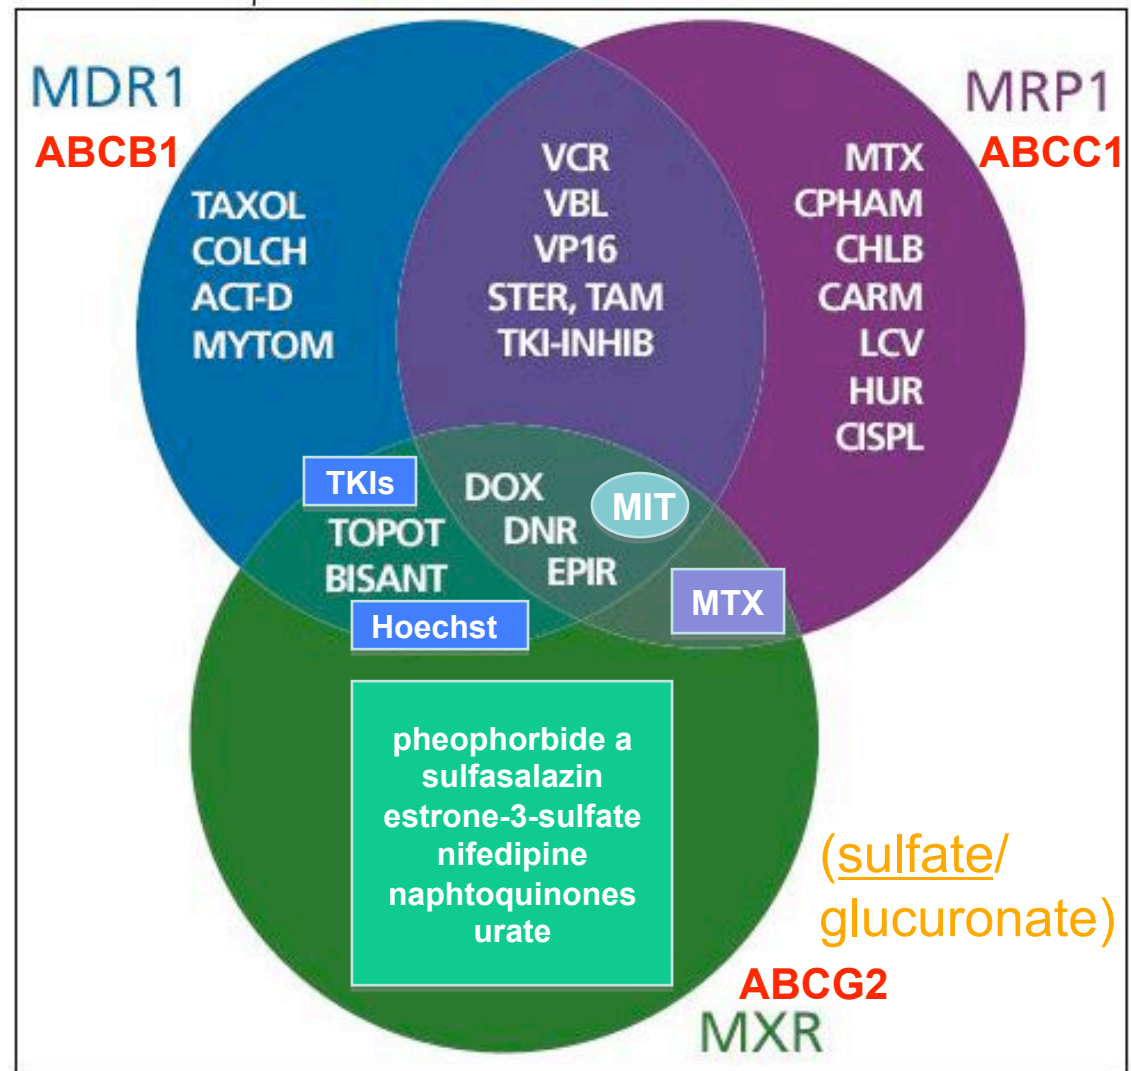 MDR1
ABCB1
MRP1
ABCC1
TAXOL
COLCH
ACT-D
MYTOM
VCR
VBL
VP16
STER, TAM
TKI-INHIB
MTX
CPHAM
CHLB
CARM
LCV
HUR
CISPL
TKIs
TOPOT
BISANT
Hoechst
DOX
DNR
EPIR
MIT
MTX
pheophorbide a
sulfasalazin
estrone-3-sulfate
nifedipine
naphtoquinones
urate
(sulfate/
glucuronate)
ABCG2
MXR